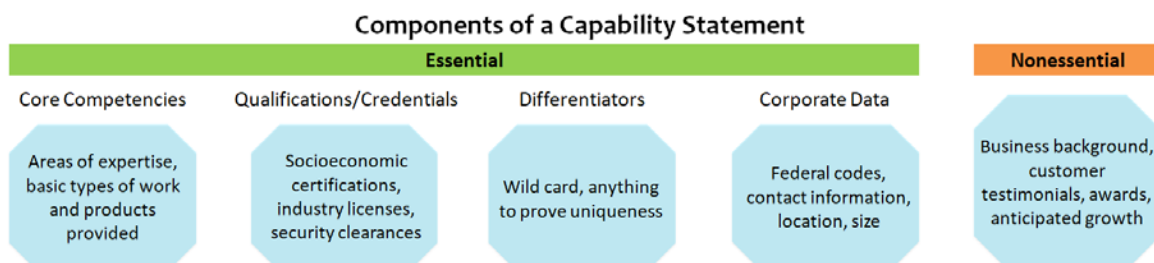 Components of a Capability Statement
Essential
Nonessential
Core Competencies
Qualifications/Credentials
Differentiators
Corporate Data
Areas of expertise,
basic types of work
and products
provided
Socioeconomic
certifications,
industry licenses,
security clearances
Wild card, anything
to prove uniqueness
Federal codes,
contact information,
location, size
Business background,
customer
testimonials, awards,
anticipated growth